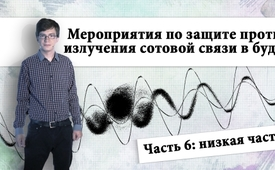 Мероприятия по защите проти
излучения сотовой связи в буд
Часть 6: низкая част